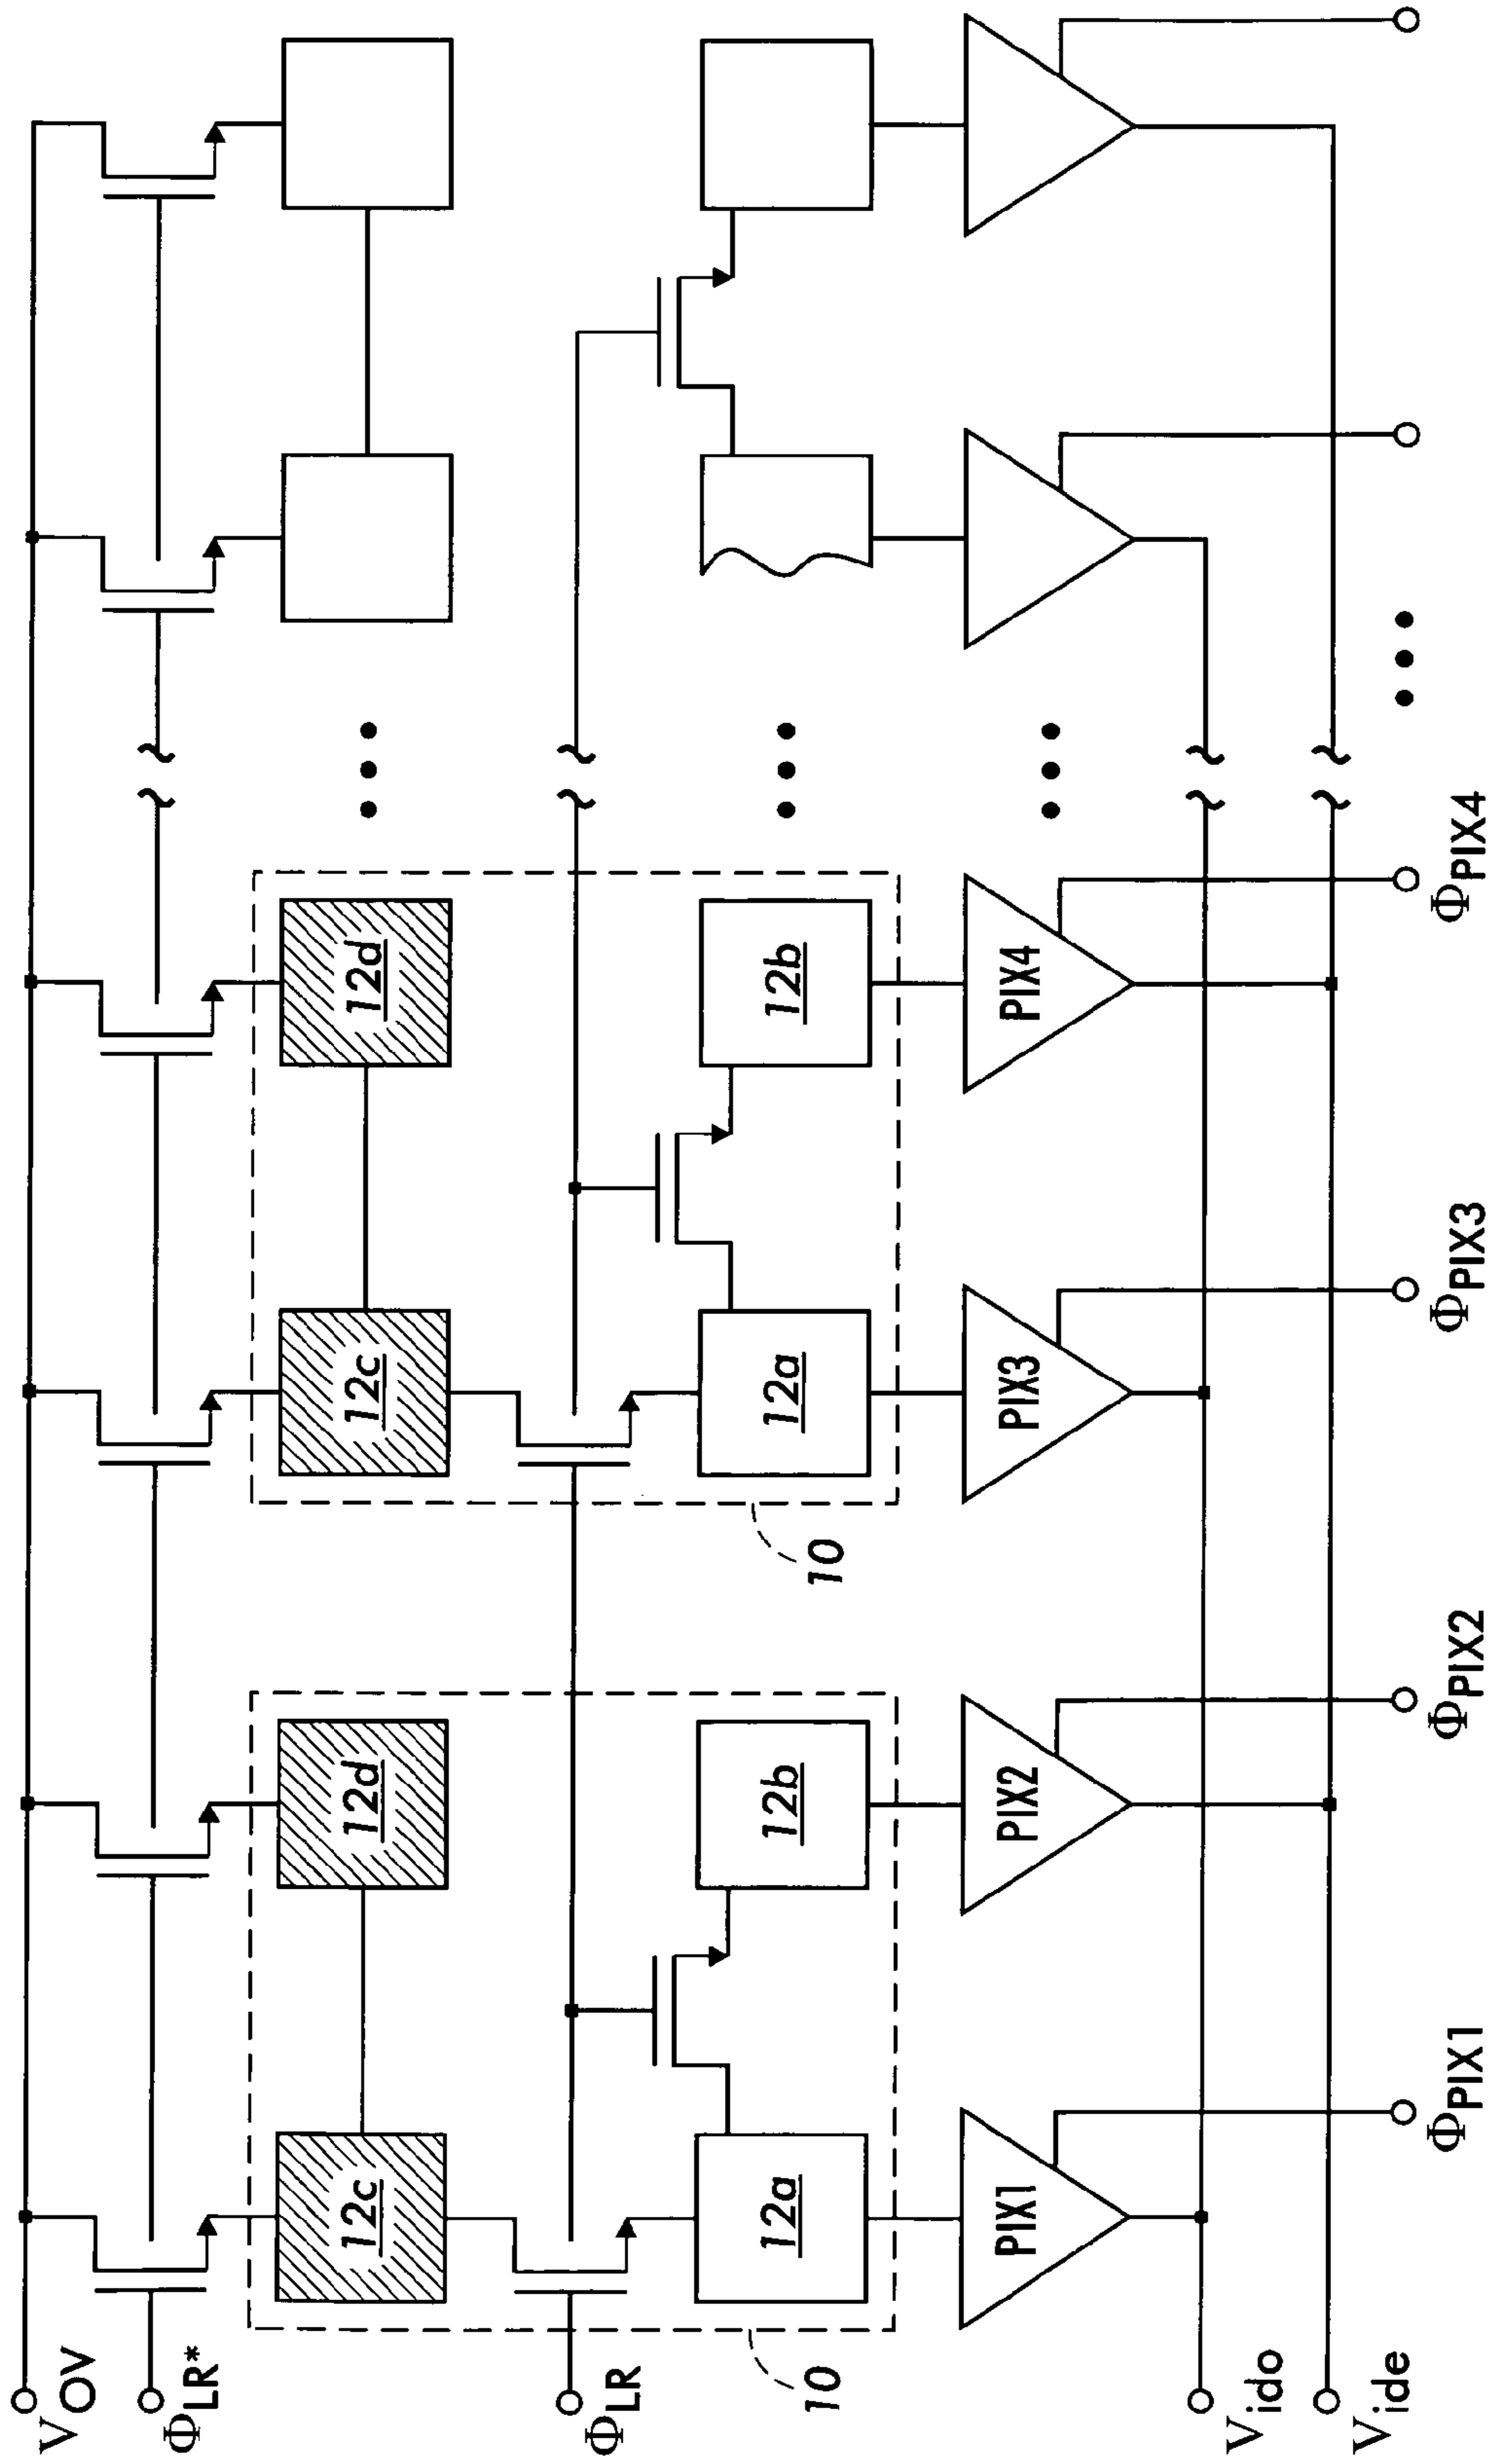 V_OV
Φ_LR*
Φ_LR
V_ido
V_ide
12c
12d
12c
12d
12a
12b
12a
12b
10
10
PIX1
PIX2
PIX3
PIX4
Φ_PIX1
Φ_PIX2
Φ_PIX3
Φ_PIX4